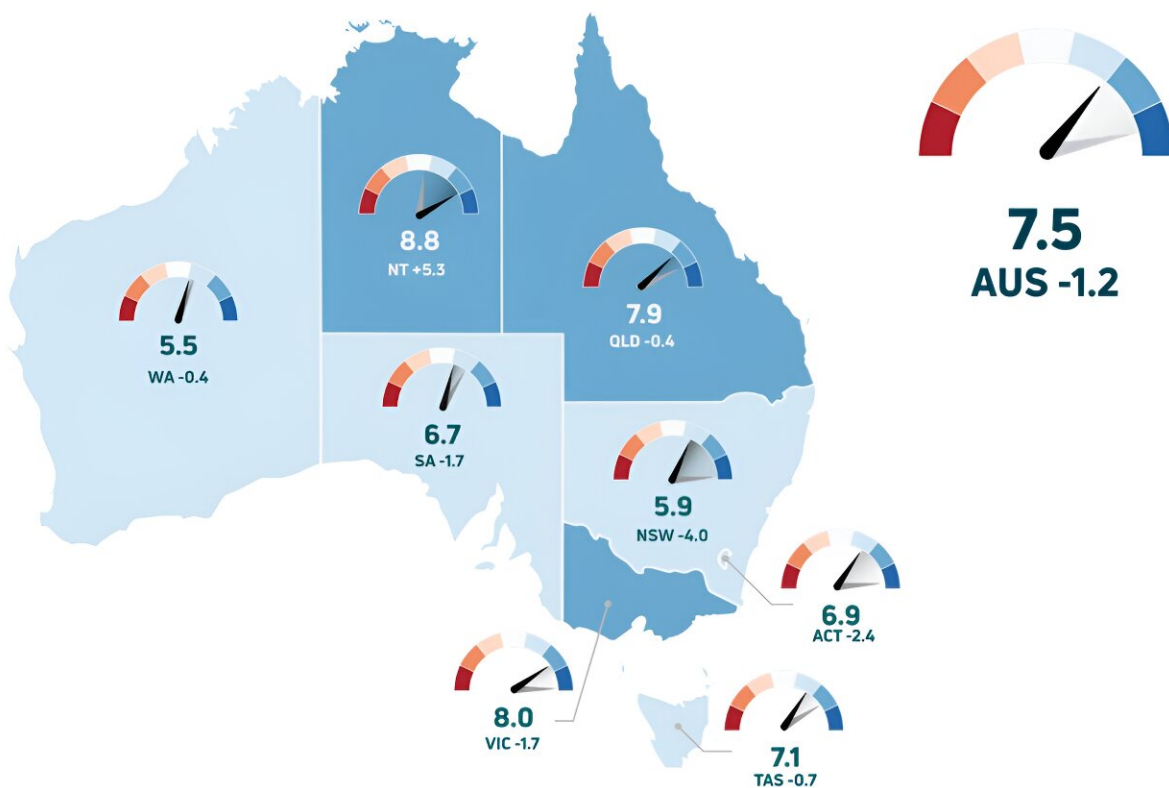 7.5
AUS -1.2
8.8
NT +5.3
7.9
QLD -0.4
5.5
WA -0.4
6.7
SA -1.7
5.9
NSW -4.0
6.9
ACT -2.4
8.0
VIC -1.7
7.1
TAS -0.7